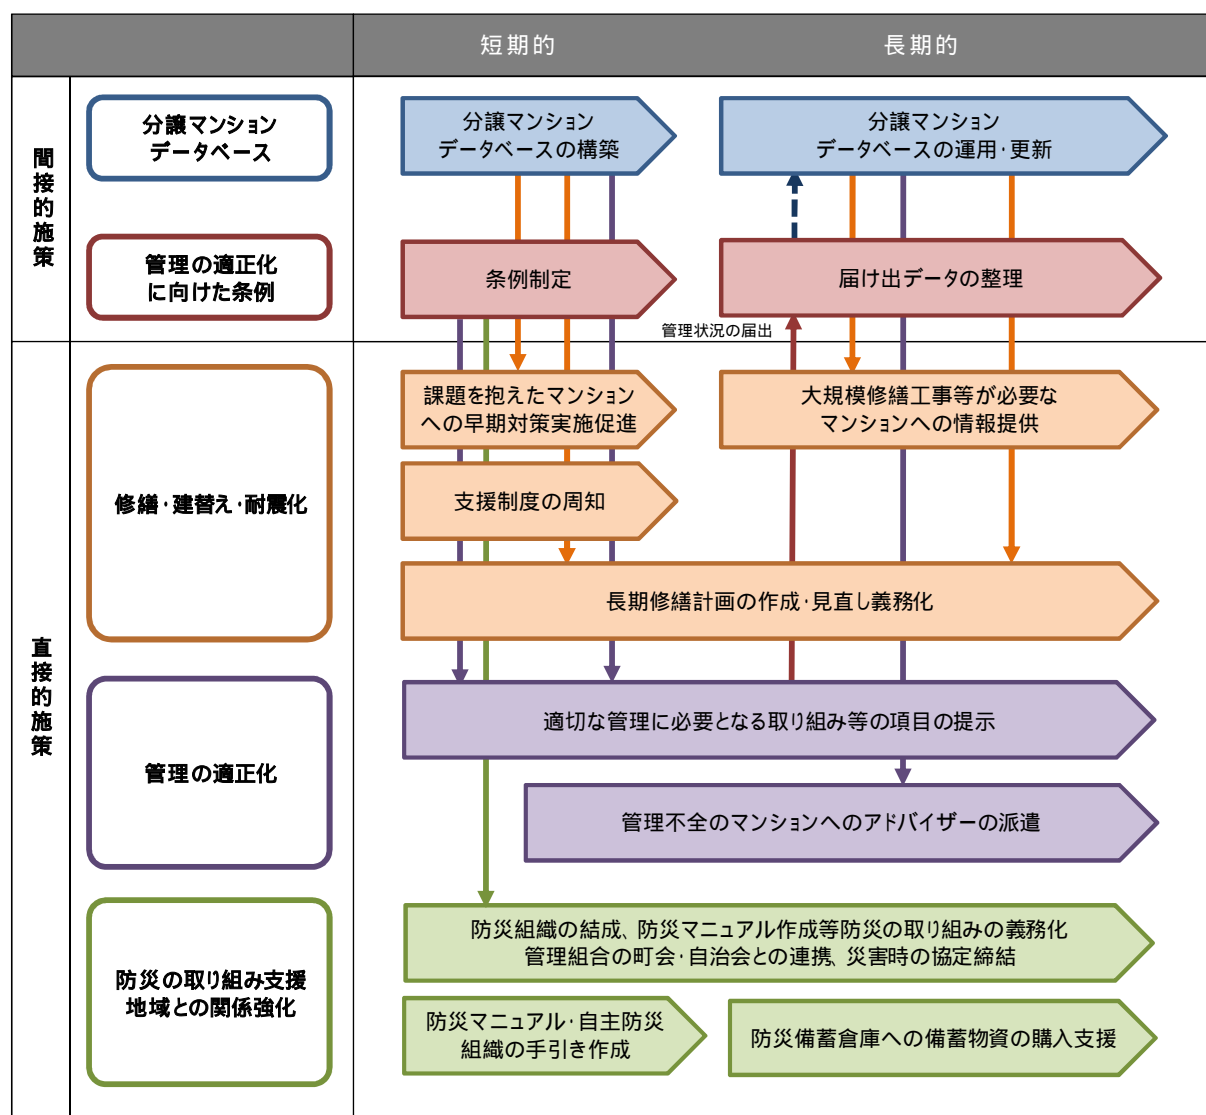 短期的
長期的
間接的施策
分譲マンション
データベース
分譲マンション
データベースの構築
分譲マンション
データベースの運用・更新
管理の適正化
に向けた条例
条例制定
届け出データの整理
管理状況の届出
直接的施策
修繕・建替え・耐震化
課題を抱えたマンション
への早期対策実施促進
大規模修繕工事等が必要な
マンションへの情報提供
支援制度の周知
長期修繕計画の作成・見直し義務化
管理の適正化
適切な管理に必要となる取り組み等の項目の提示
管理不全のマンションへのアドバイザーの派遣
防災の取り組み支援
地域との関係強化
防災組織の結成、防災マニュアル作成等防災の取り組みの義務化
管理組合の町会・自治会との連携、災害時の協定締結
防災マニュアル・自主防災
組織の手引き作成
防災備蓄倉庫への備蓄物資の購入支援